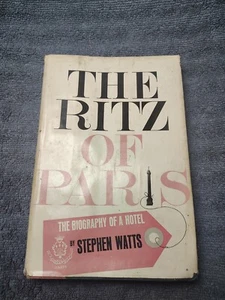 THE
RITZ
OF
PARIS
THE BIOGRAPHY OF A HOTEL
BY STEPHEN WATTS